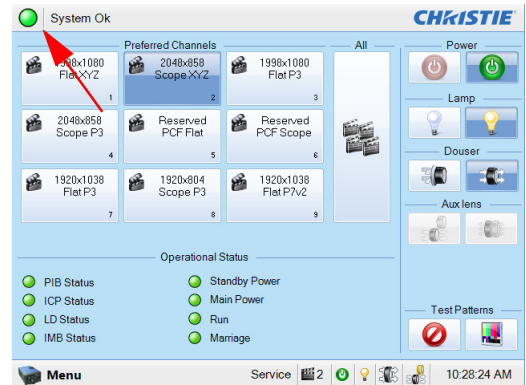 System Ok
CHRISTIE
Preferred Channels
All
Power
1998x1080
Flat XYZ
1
2048x858
Scope XYZ
2
1998x1080
Flat P3
3
Lamp
2048x858
Scope P3
4
Reserved
PCF Flat
5
Reserved
PCF Scope
6
Douser
1920x1038
Flat P3
7
1920x804
Scope P3
8
1920x1038
Flat P7v2
9
Aux lens
Operational Status
PIB Status
Standby Power
ICP Status
Main Power
LD Status
Run
IMB Status
Marriage
Test Patterns
Menu
Service
2
10:28:24 AM